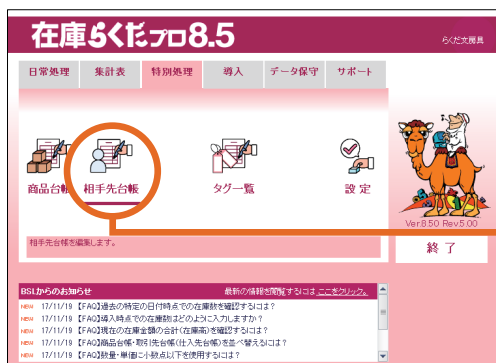 在庫らくだプロ8.5
らくだ文房具
日常処理 集計表 特別処理 導入 データ保守 サポート
商品台帳 相手先台帳 タグ一覧 設定
Ver8.50 Rev5.00
相手先台帳を編集します。
終了
BSLからのお知らせ 最新の情報を閲覧するにはここをクリック。
NEW 17/11/19 【FAQ】過去の特定の日付時点での在庫数を確認するには？
NEW 17/11/19 【FAQ】導入時点での在庫数はどのように入力しますか？
NEW 17/11/19 【FAQ】現在の在庫金額の合計(在庫高)を確認するには？
NEW 17/11/19 【FAQ】商品台帳・取引先台帳(仕入先台帳)を並べ替えるには？
NEW 17/11/19 【FAQ】数量・単価に小数点以下を使用するには？